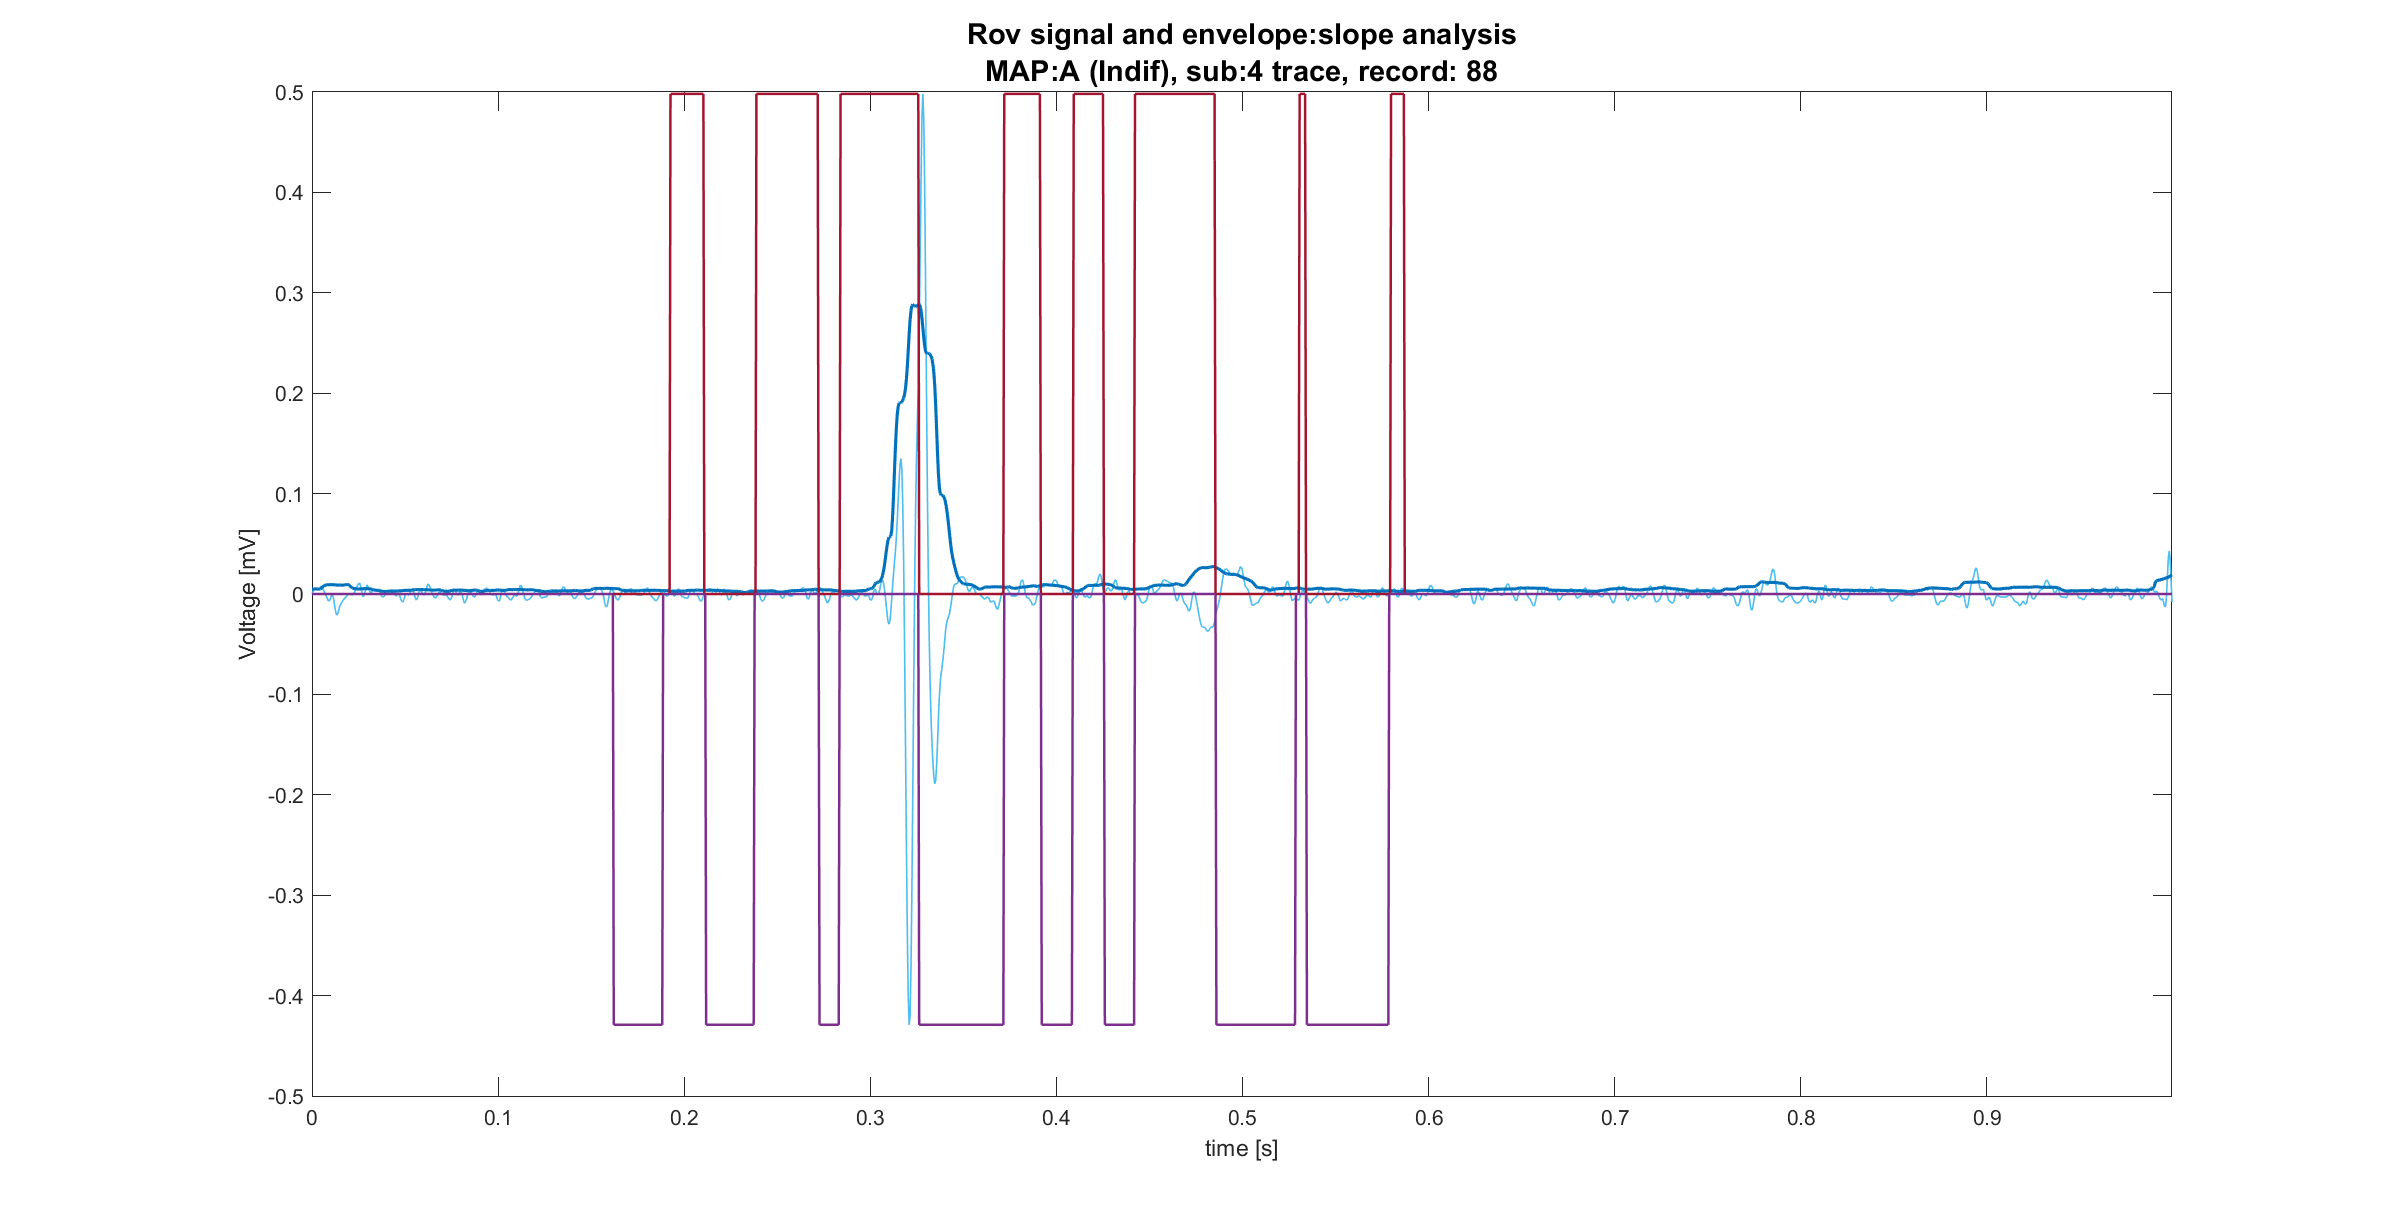 Rov signal and envelope:slope analysis
MAP:A (Indif), sub:4 trace, record: 88
0.5
0.4
0.3
0.2
0.1
0
-0.1
-0.2
-0.3
-0.4
-0.5
Voltage [mV]
0 0.1 0.2 0.3 0.4 0.5 0.6 0.7 0.8 0.9
time [s]